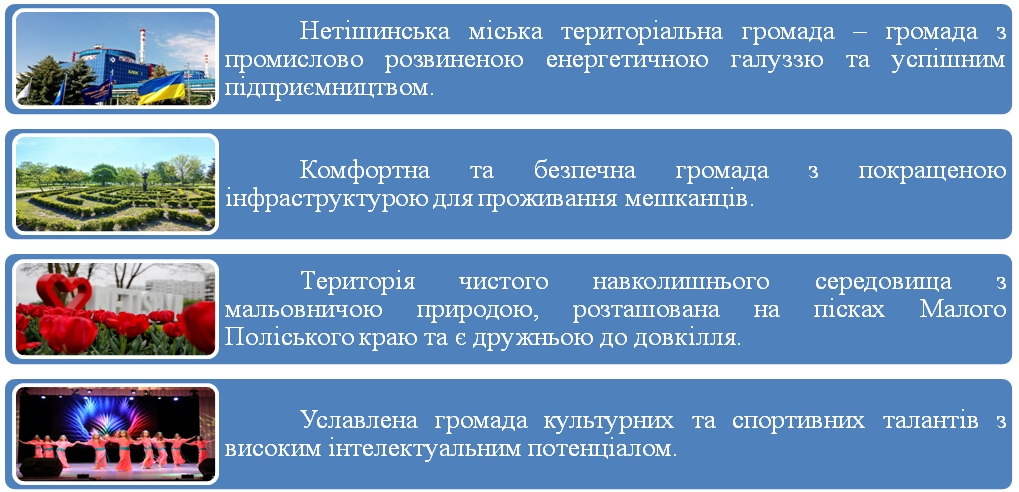 Нетішинська міська територіальна громада – громада з
промислово розвиненою енергетичною галуззю та успішним
підприємництвом.
Комфортна та безпечна громада з покращеною
інфраструктурою для проживання мешканців.
Територія чистого навколишнього середовища з
мальовничою природою, розташована на пісках Малого
Поліського краю та є дружньою до довкілля.
Уславлена громада культурних та спортивних талантів з
високим інтелектуальним потенціалом.